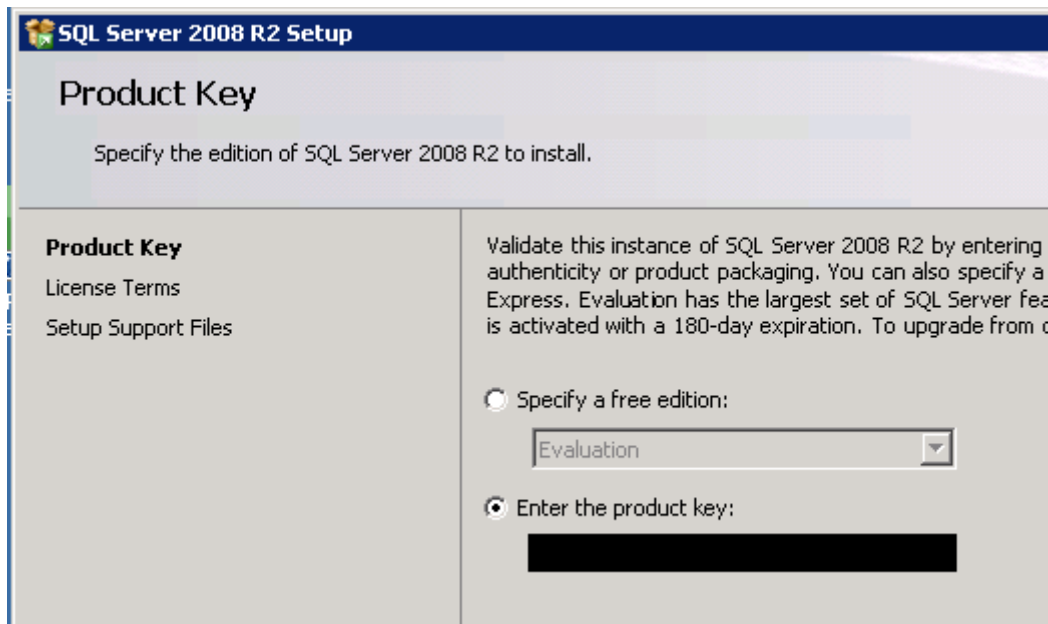 SQL Server 2008 R2 Setup
Product Key
Specify the edition of SQL Server 2008 R2 to install.
Product Key
License Terms
Setup Support Files
Validate this instance of SQL Server 2008 R2 by entering
authenticity or product packaging. You can also specify a
Express. Evaluation has the largest set of SQL Server fea
is activated with a 180-day expiration. To upgrade from
Specify a free edition:
Evaluation
Enter the product key: